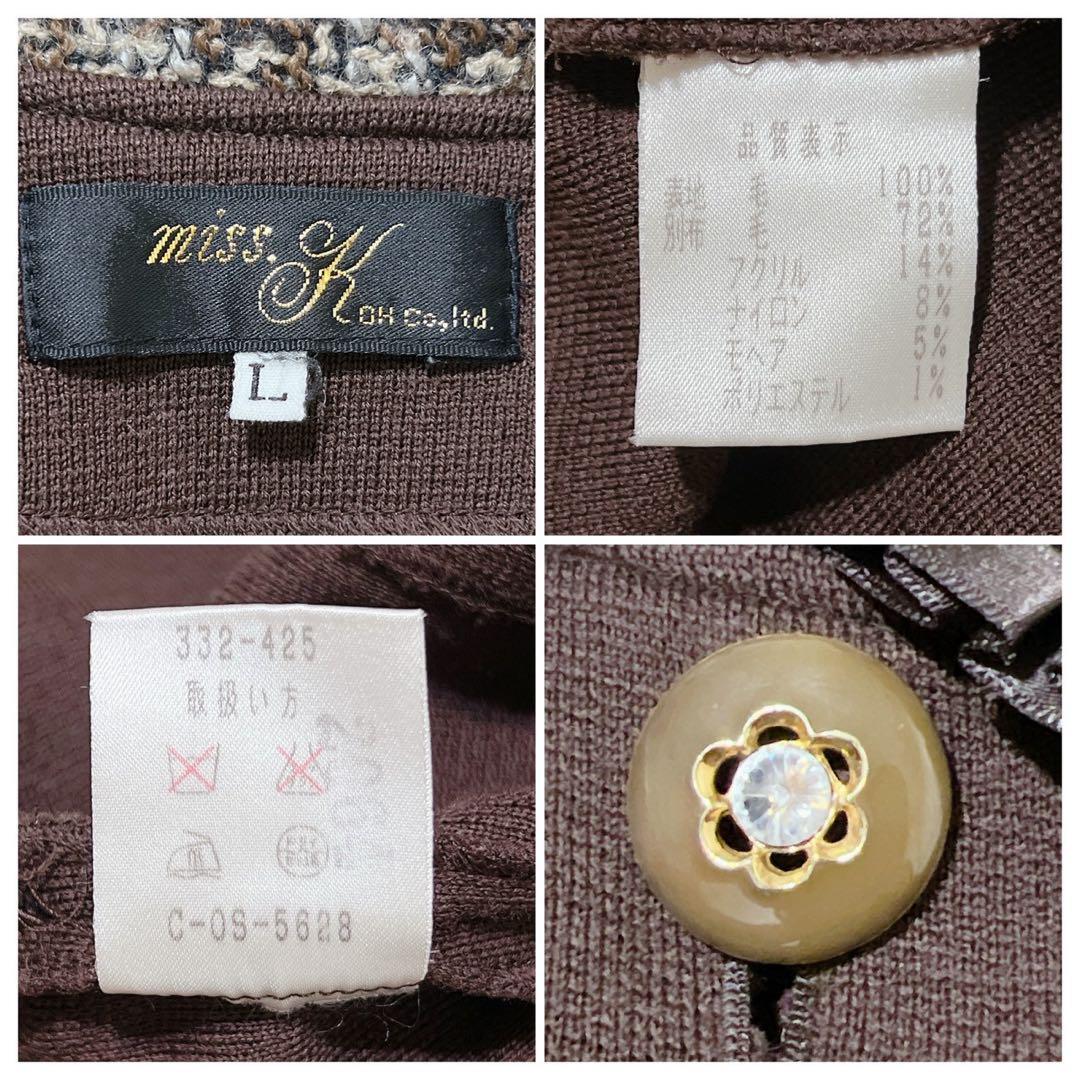 miss. K OH Co.,ltd.
L
品質表示
表地 毛 100%
別布 毛 72%
アクリル 14%
ナイロン 8%
モヘア 5%
ポリエステル 1%
332-425
取扱い方
C-0S-5628